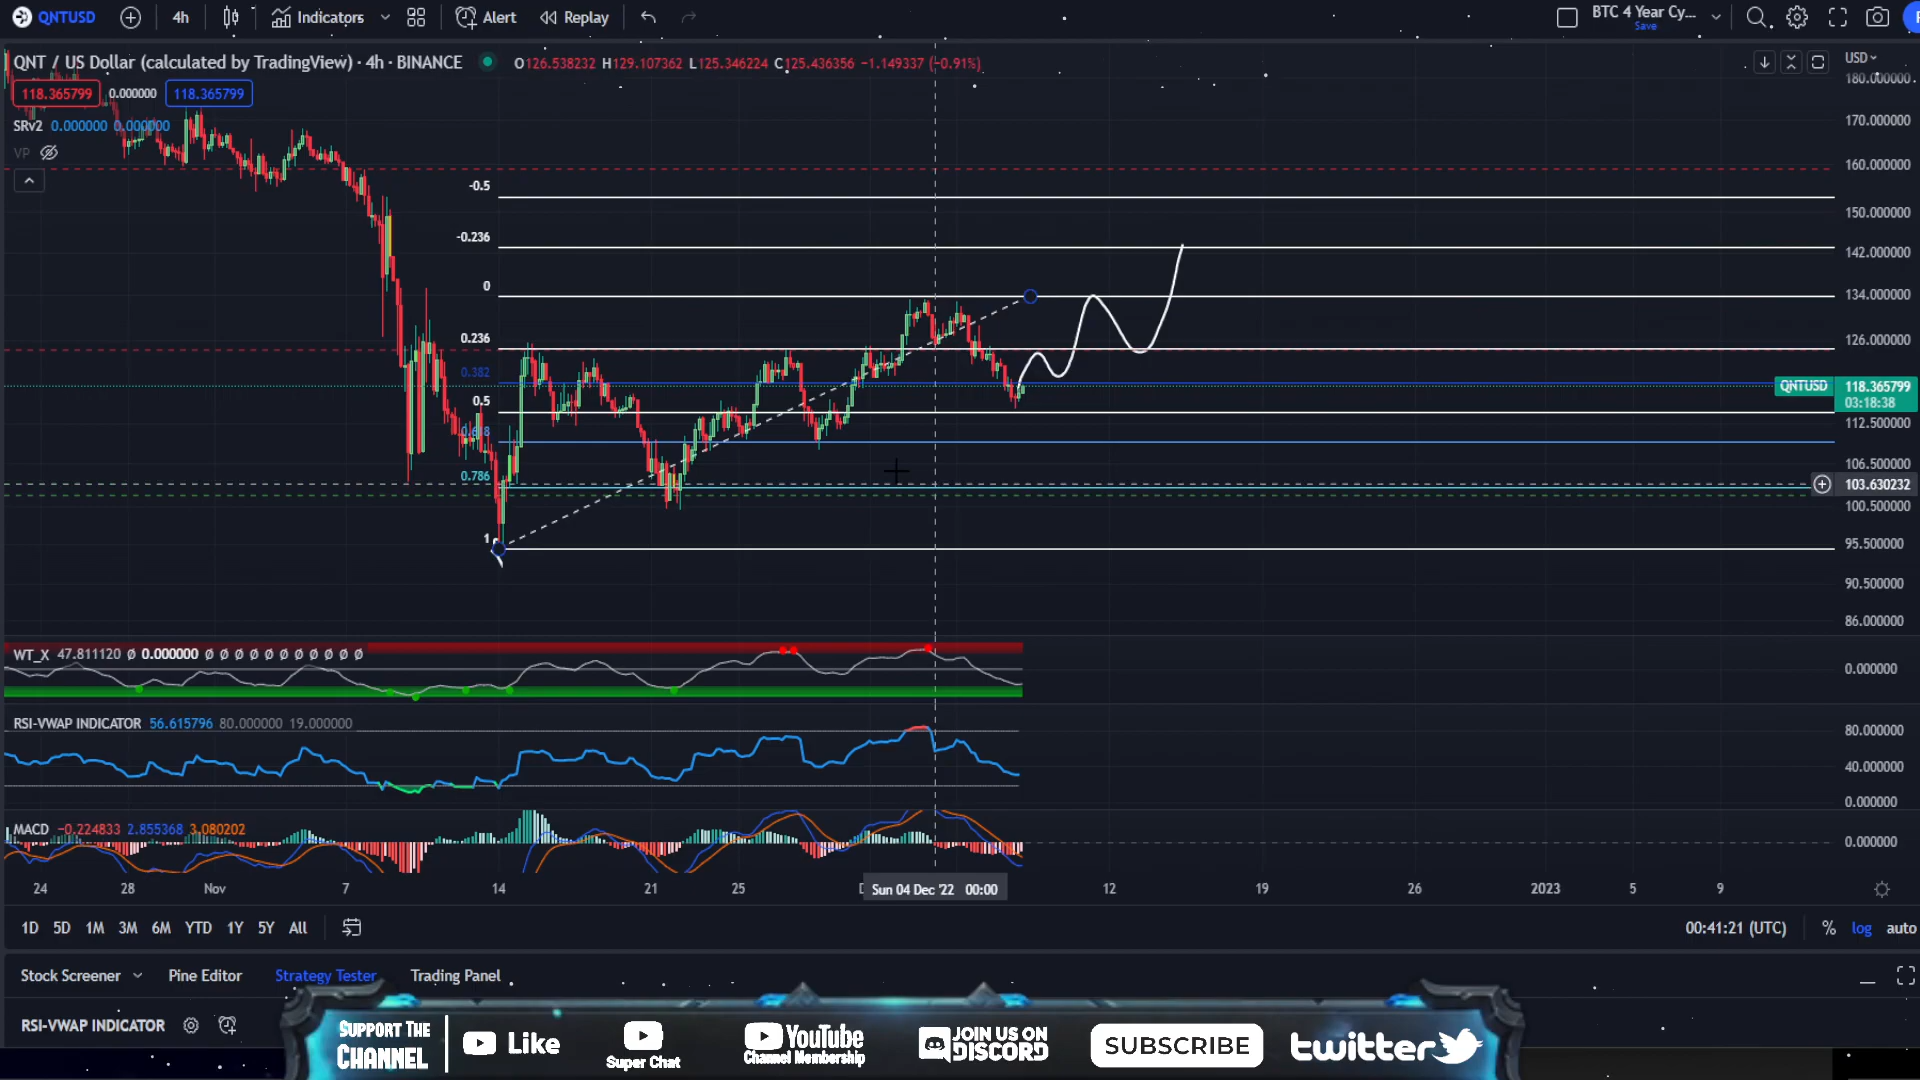 QNTUSD 4h Indicators Alert Replay BTC 4 Year Cy... Save
QNT / US Dollar (calculated by TradingView) · 4h · BINANCE O126.538232 H129.107362 L125.346224 C125.436356 −1.149337 (−0.91%) USD
118.365799 0.000000 118.365799
SRv2 0.000000 0.000000
VP
180.000000
170.000000
160.000000
150.000000
142.000000
134.000000
126.000000
QNTUSD 118.365799
03:18:38
112.500000
106.500000
103.630232
100.500000
95.500000
90.500000
86.000000
-0.5
-0.236
0
0.236
0.382
0.5
0.618
0.786
1
WT_X 47.811120 Ø 0.000000 Ø Ø Ø Ø Ø Ø Ø Ø Ø Ø Ø
0.000000
RSI-VWAP INDICATOR 56.615796 80.000000 19.000000
80.000000
40.000000
0.000000
MACD −0.224833 2.855368 3.080202
0.000000
24 28 Nov 7 14 21 25 Sun 04 Dec '22 00:00 12 19 26 2023 5 9
1D 5D 1M 3M 6M YTD 1Y 5Y All 00:41:21 (UTC) % log auto
Stock Screener Pine Editor Strategy Tester Trading Panel
RSI-VWAP INDICATOR
SUPPORT THE
CHANNEL
Like
Super Chat
YouTube
Channel Membership
JOIN US ON
DISCORD
SUBSCRIBE
twitter